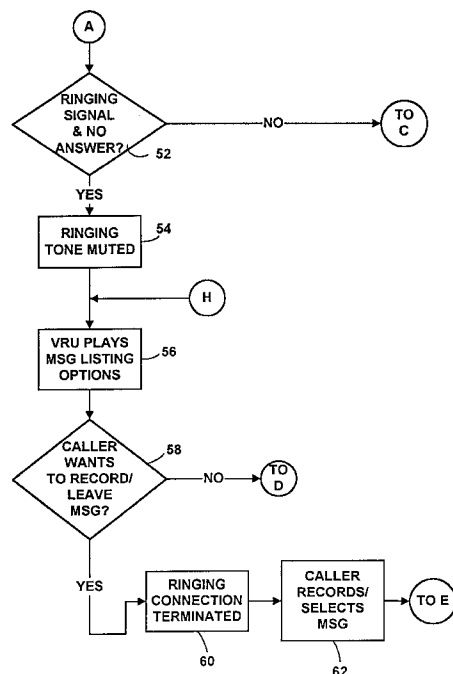 A
RINGING
SIGNAL
& NO
ANSWER?
52
NO
TO
C
YES
RINGING
TONE MUTED
54
H
VRU PLAYS
MSG LISTING
OPTIONS
56
CALLER
WANTS
TO RECORD/
LEAVE
MSG?
58
NO
TO
D
YES
RINGING
CONNECTION
TERMINATED
60
CALLER
RECORDS/
SELECTS
MSG
62
TO E